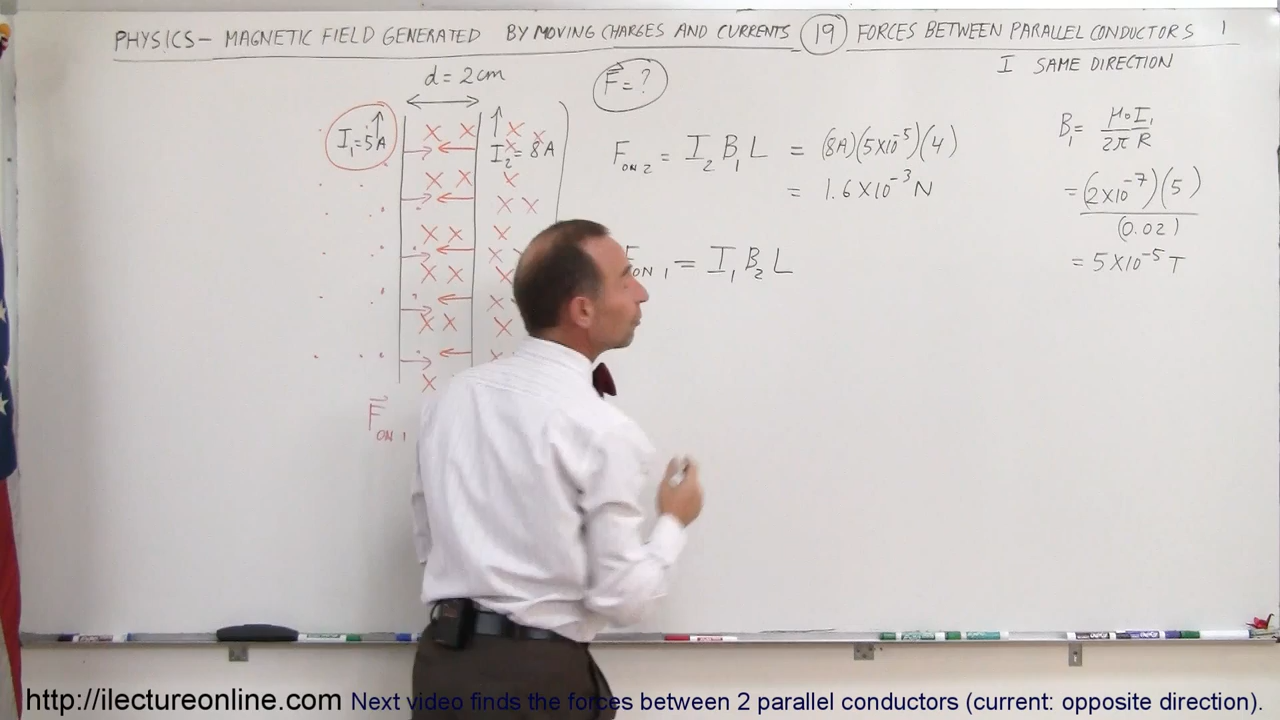 PHYSICS - MAGNETIC FIELD GENERATED BY MOVING CHARGES AND CURRENTS 19 FORCES BETWEEN PARALLEL CONDUCTORS 1
I SAME DIRECTION
d = 2cm
F⃗ = ?
I₁ = 5A
I₂ = 8A
F ON 2 = I₂ B₁ L = (8A)(5×10⁻⁵)(4)
= 1.6×10⁻³ N
ON 1 = I₁ B₂ L
B₁ = μ₀I₁ / 2πR
= (2×10⁻⁷)(5) / (0.02)
= 5×10⁻⁵ T
F⃗ ON 1
http://ilectureonline.com Next video finds the forces between 2 parallel conductors (current: opposite direction).